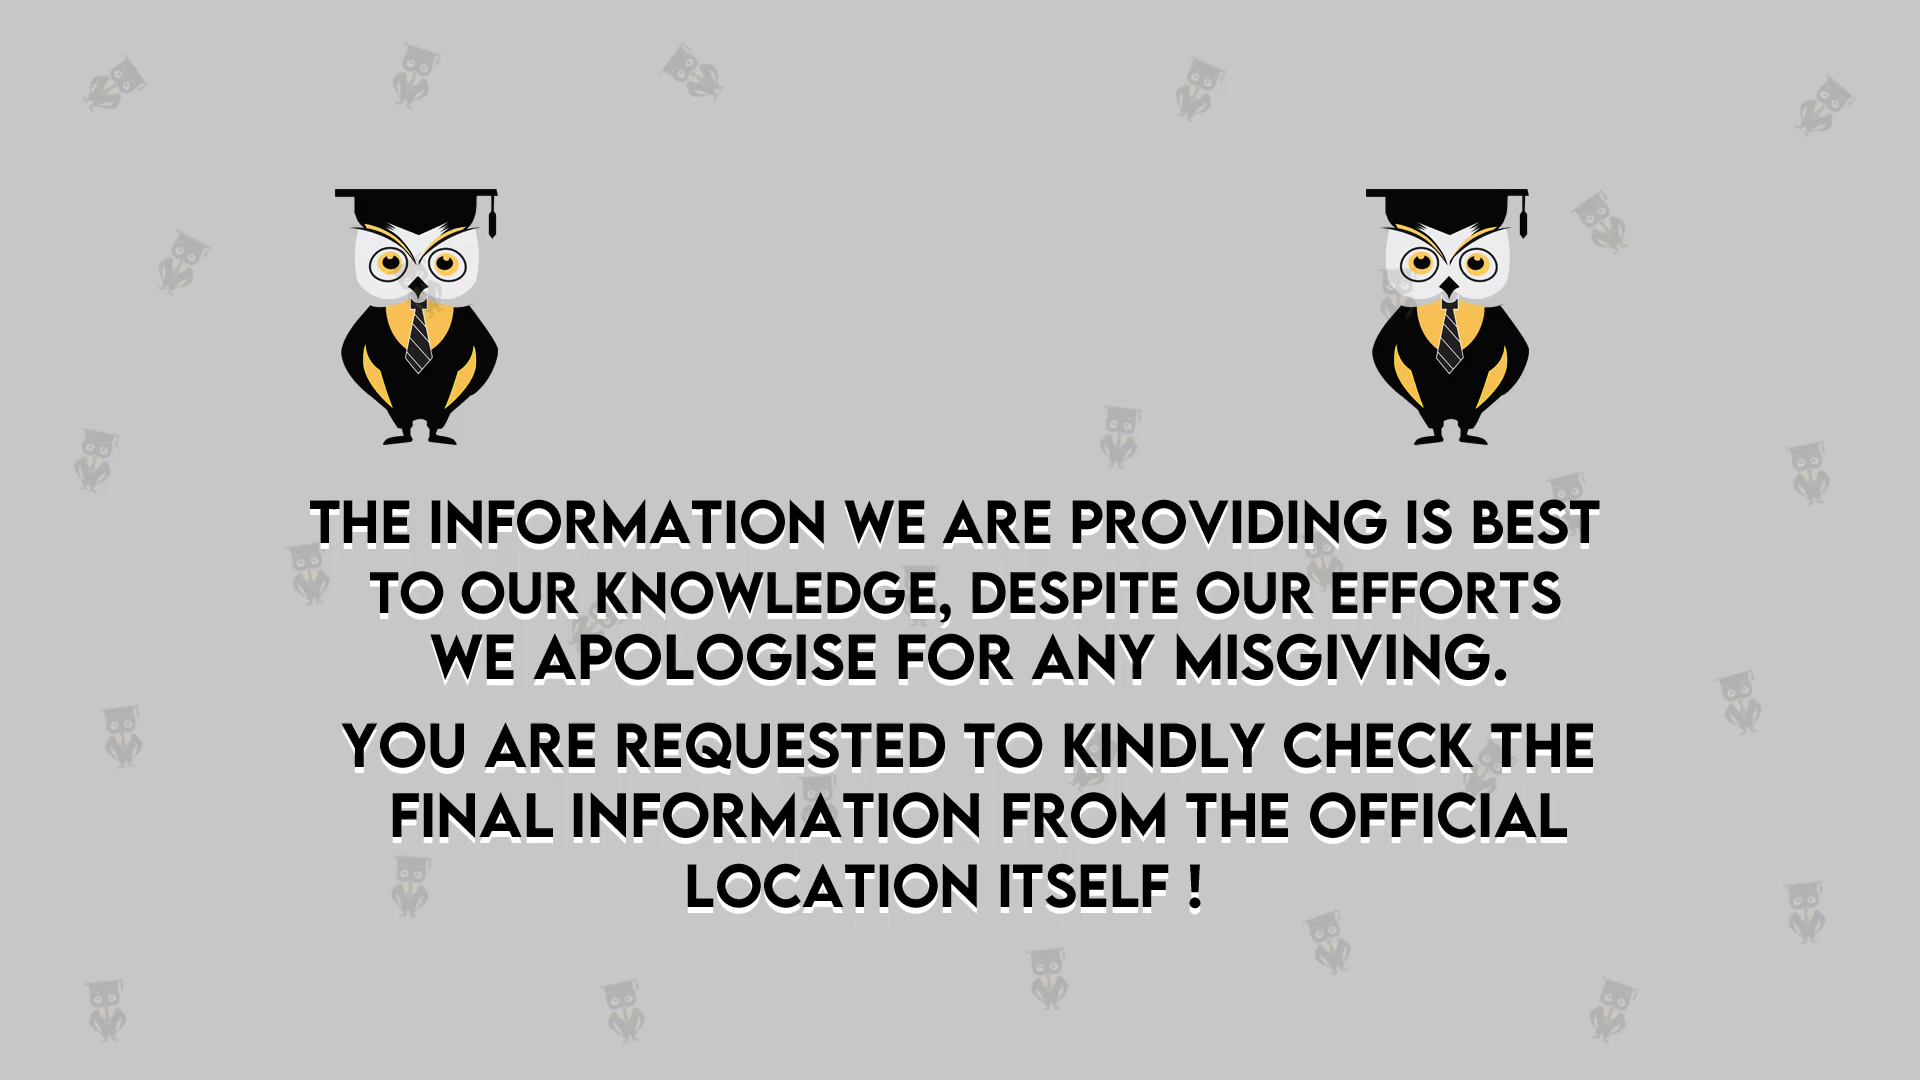 THE INFORMATION WE ARE PROVIDING IS BEST
TO OUR KNOWLEDGE, DESPITE OUR EFFORTS
WE APOLOGISE FOR ANY MISGIVING.
YOU ARE REQUESTED TO KINDLY CHECK THE
FINAL INFORMATION FROM THE OFFICIAL
LOCATION ITSELF !